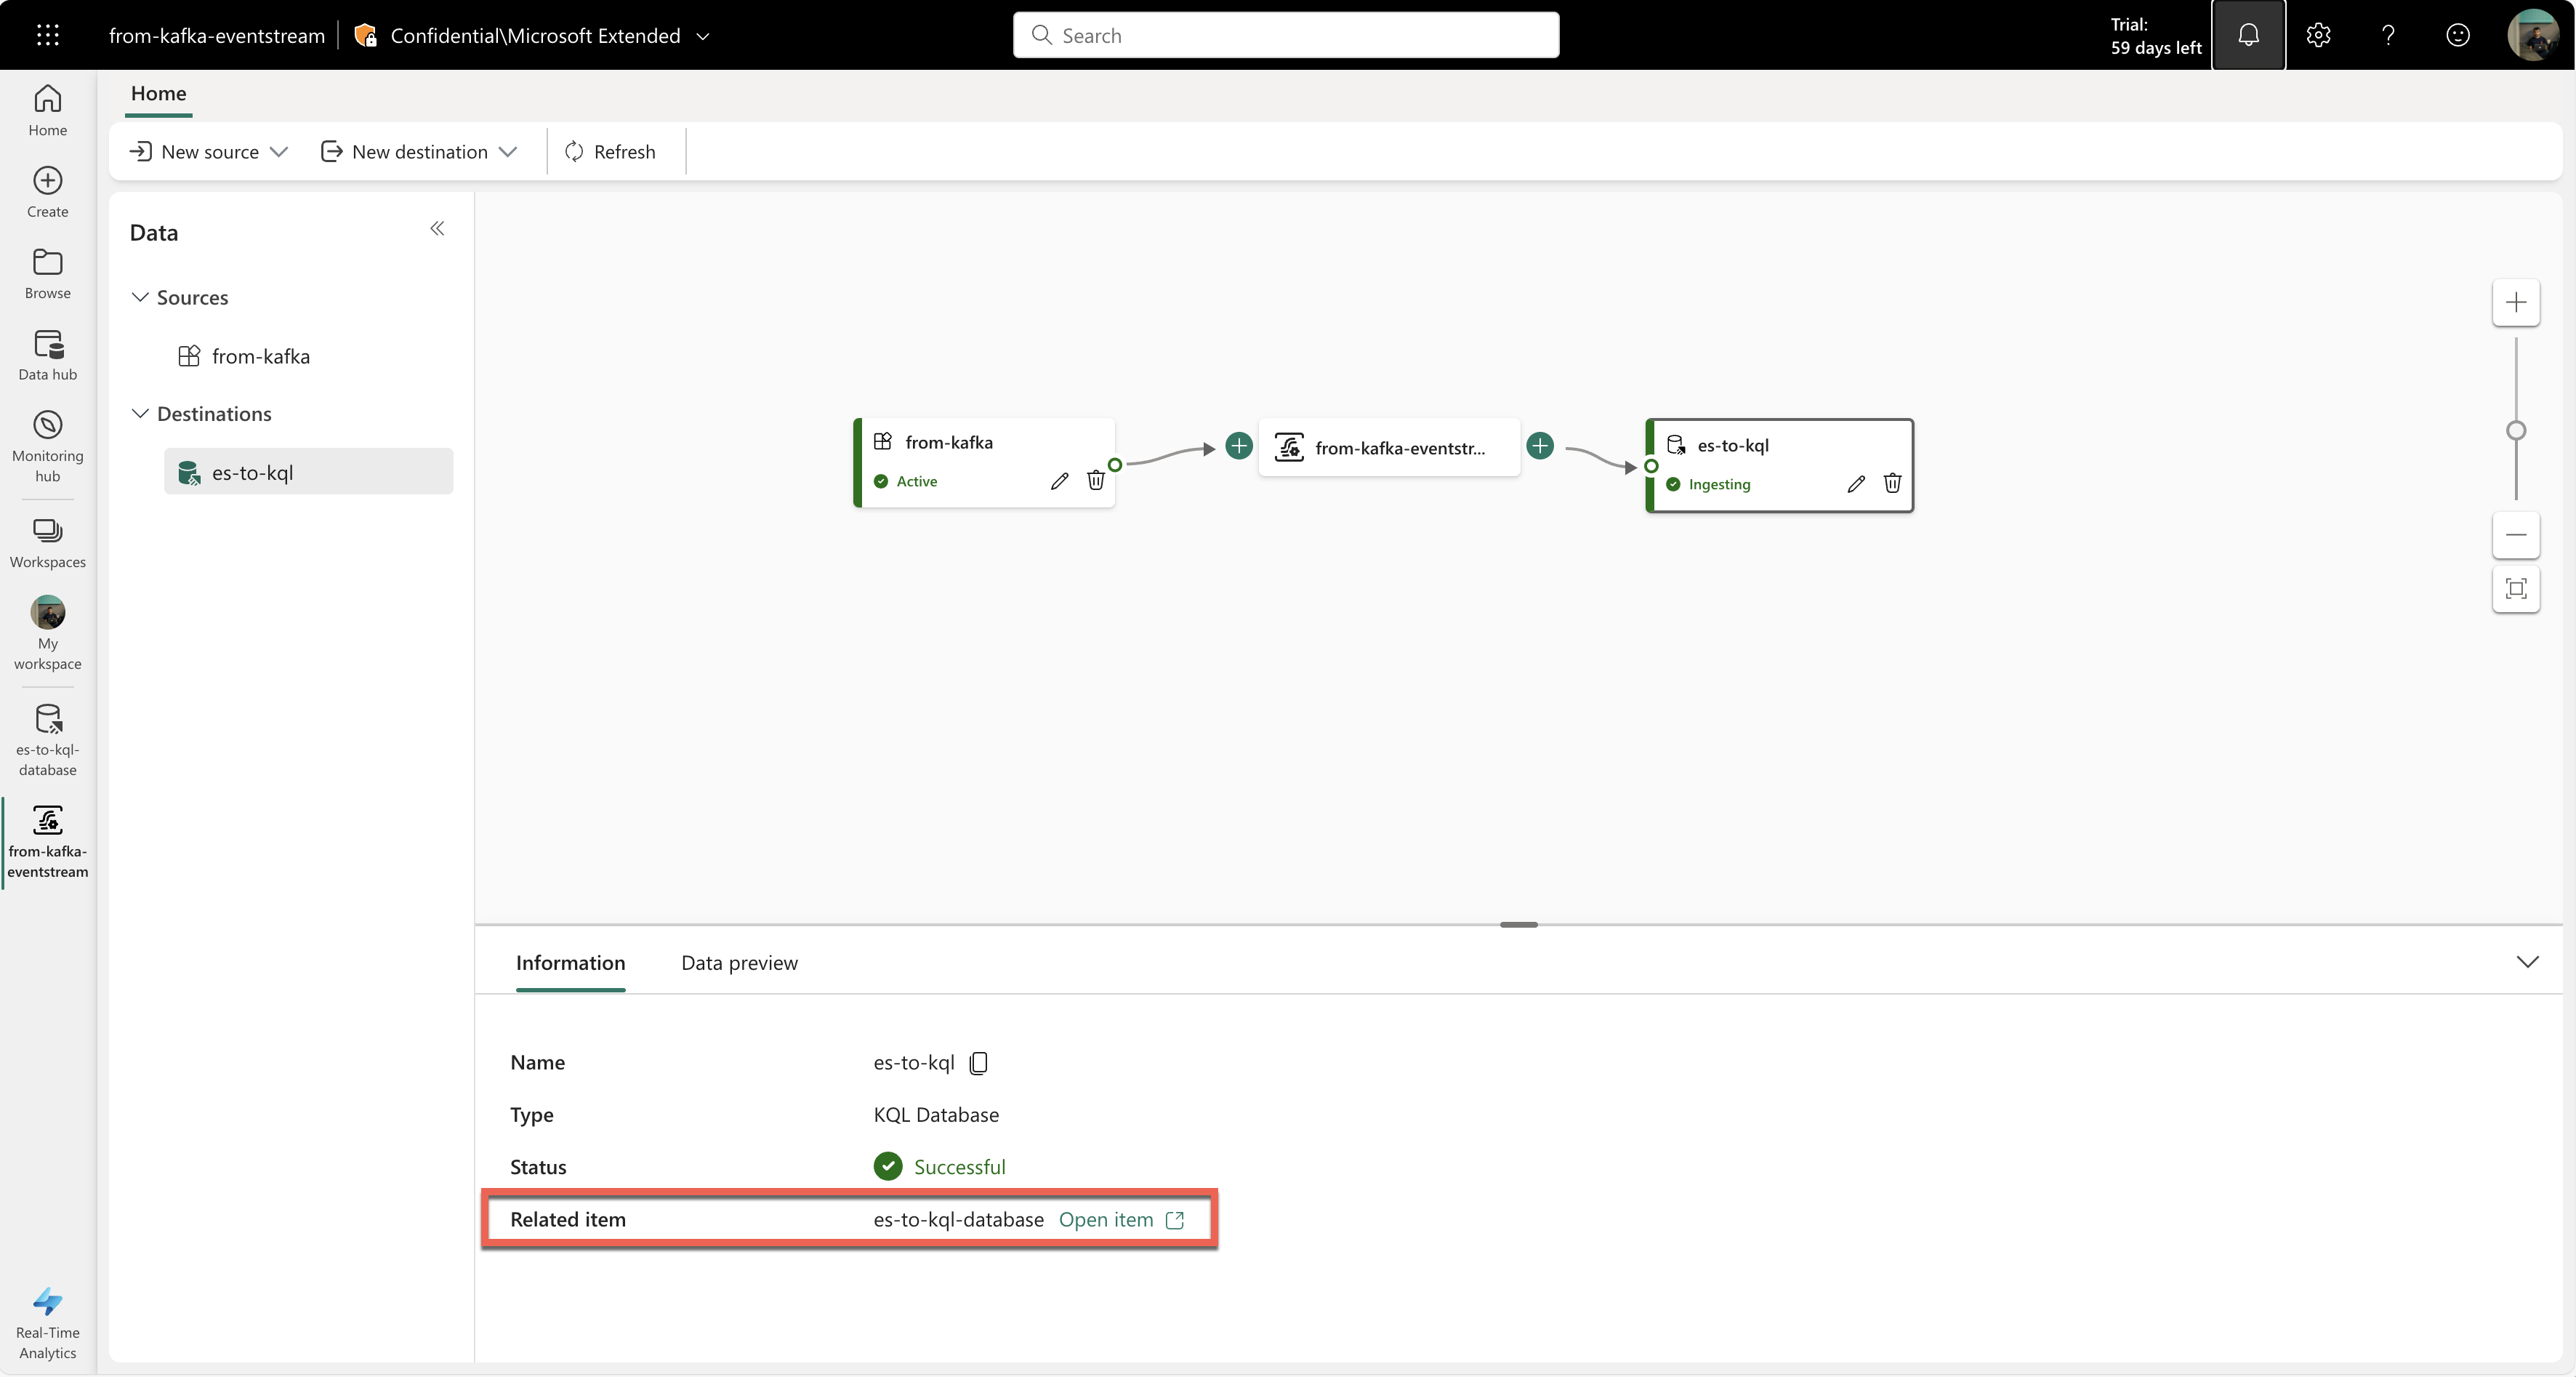 from-kafka-eventstream
Confidential\Microsoft Extended
Search
Trial:
59 days left
Home
Create
Browse
Data hub
Monitoring
hub
Workspaces
My
workspace
es-to-kql-
database
from-kafka-
eventstream
Real-Time
Analytics
Home
New source
New destination
Refresh
Data
Sources
from-kafka
Destinations
es-to-kql
from-kafka
Active
from-kafka-eventstr...
es-to-kql
Ingesting
Information
Data preview
Name
es-to-kql
Type
KQL Database
Status
Successful
Related item
es-to-kql-database
Open item